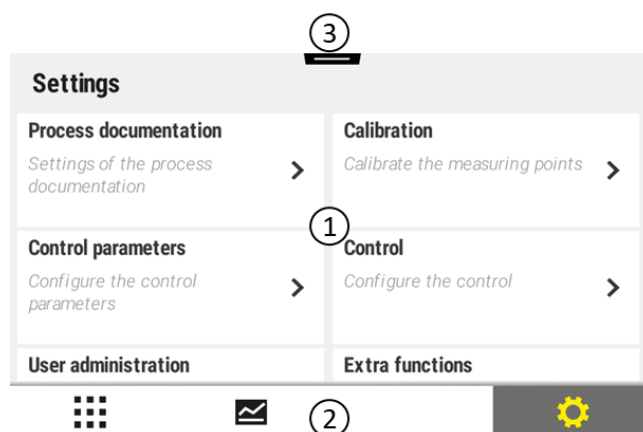 3
Settings
Process documentation
Settings of the process
documentation
Calibration
Calibrate the measuring points
1
Control parameters
Configure the control
parameters
Control
Configure the control
User administration
Extra functions
2